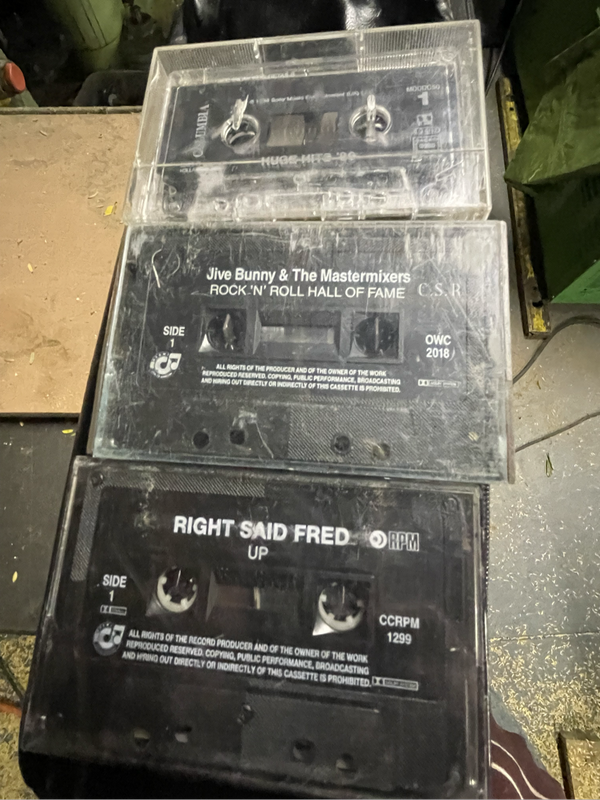 COLUMBIA
1
HUGE HITS '90
Jive Bunny & The Mastermixers
ROCK 'N' ROLL HALL OF FAME C.S.R
SIDE
1
OWC
2018
ALL RIGHTS OF THE PRODUCER AND OF THE OWNER OF THE WORK
REPRODUCED RESERVED. COPYING, PUBLIC PERFORMANCE, BROADCASTING
AND HIRING OUT DIRECTLY OR INDIRECTLY OF THIS CASSETTE IS PROHIBITED.
RIGHT SAID FRED RPM
UP
SIDE
1
CCRPM
1299
ALL RIGHTS OF THE RECORD PRODUCER AND OF THE OWNER OF THE WORK
REPRODUCED RESERVED. COPYING, PUBLIC PERFORMANCE, BROADCASTING
AND HIRING OUT DIRECTLY OR INDIRECTLY OF THIS CASSETTE IS PROHIBITED.